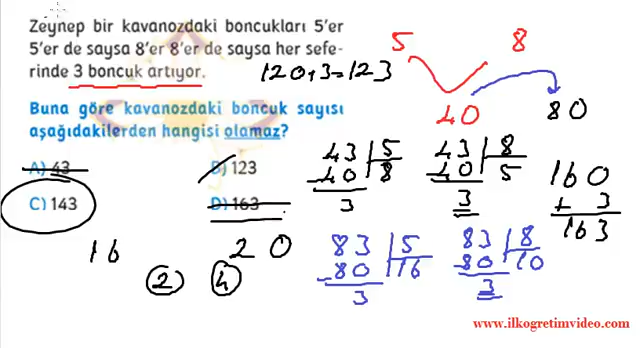 Zeynep bir kavanozdaki boncukları 5'er
5'er de saysa 8'er 8'er de saysa her sefe-
rinde 3 boncuk artıyor.
Buna göre kavanozdaki boncuk sayısı
aşağıdakilerden hangisi olamaz?
A) 43 B) 123
C) 143 D) 163
120+3=123
5 8
40 80
43 5
- 40 8
3
43 8
- 40 5
3
160
+ 3
163
16 20
2 4
83 5
- 80 16
3
83 8
- 80 10
3
www.ilkogretimvideo.com